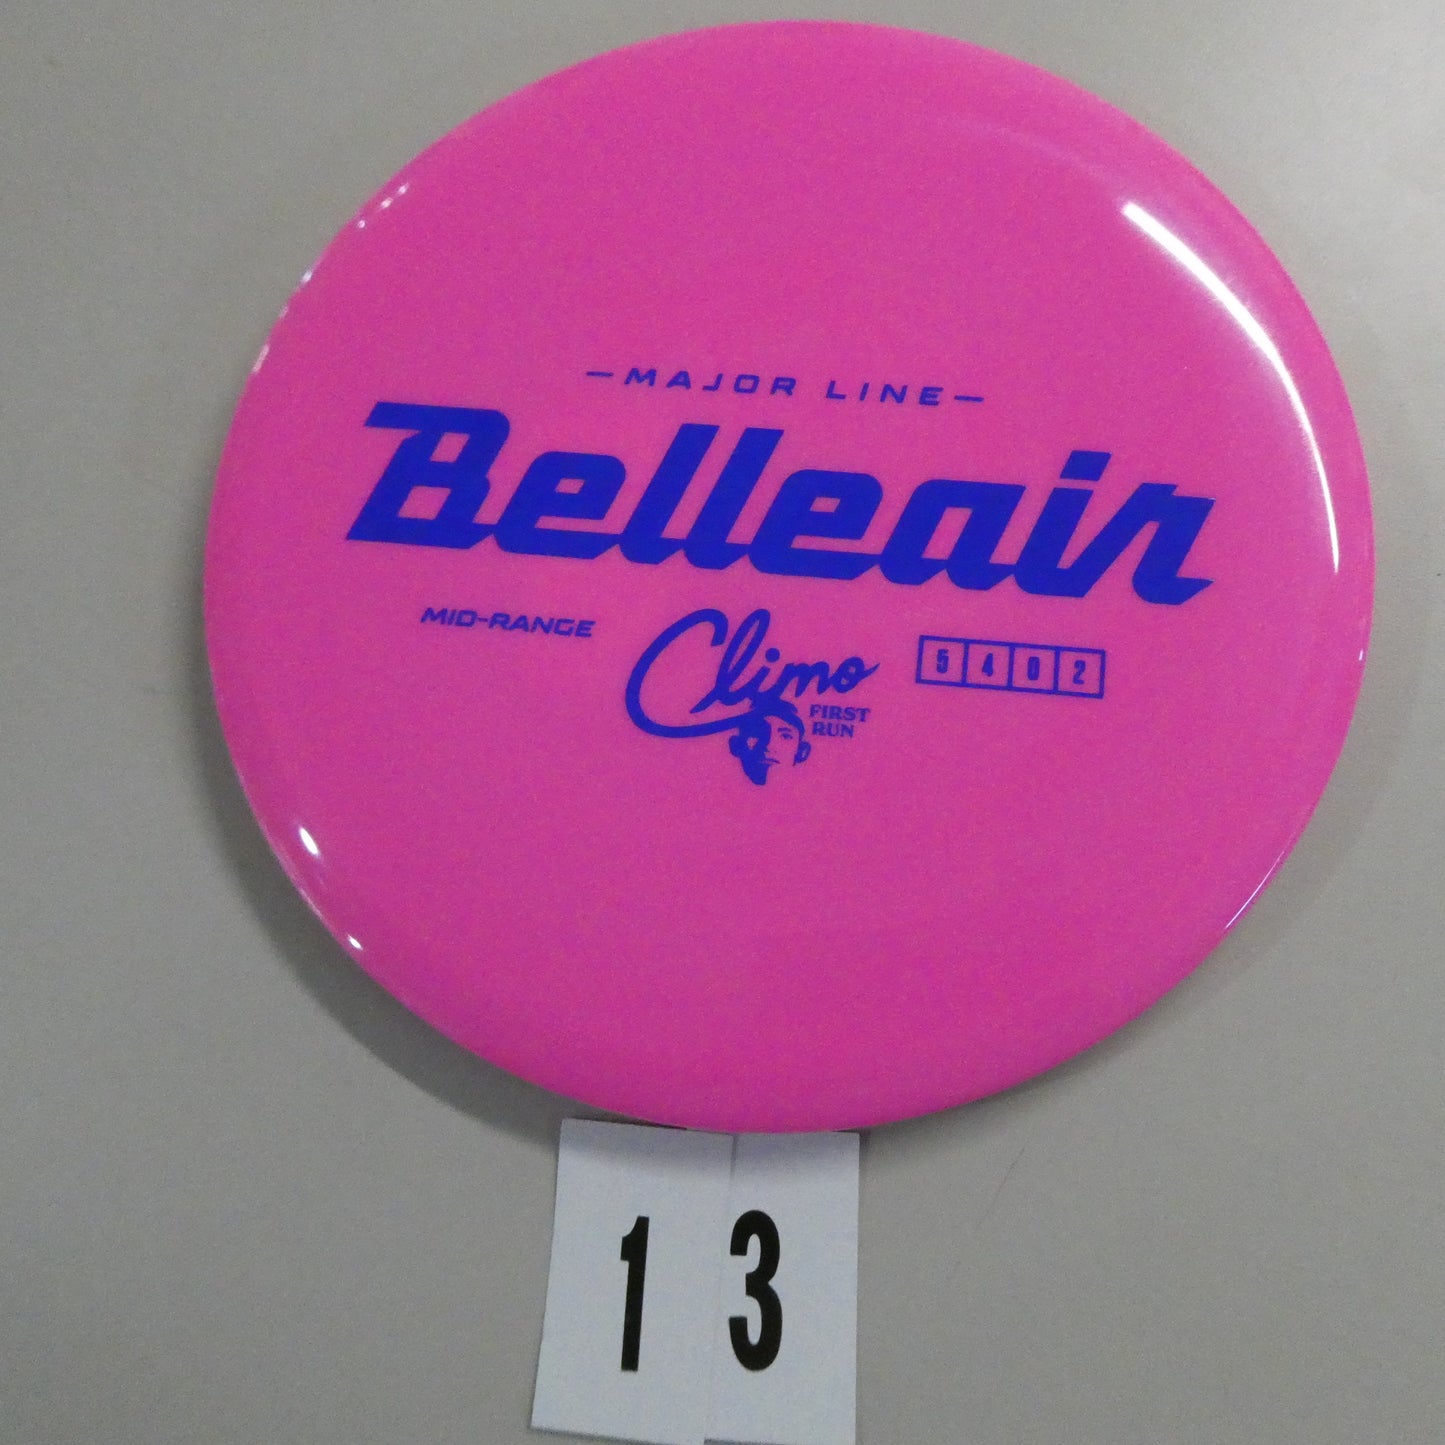 —MAJOR LINE—
Belleair
MID-RANGE
Climo
FIRST
RUN
5 4 0 2
1 3